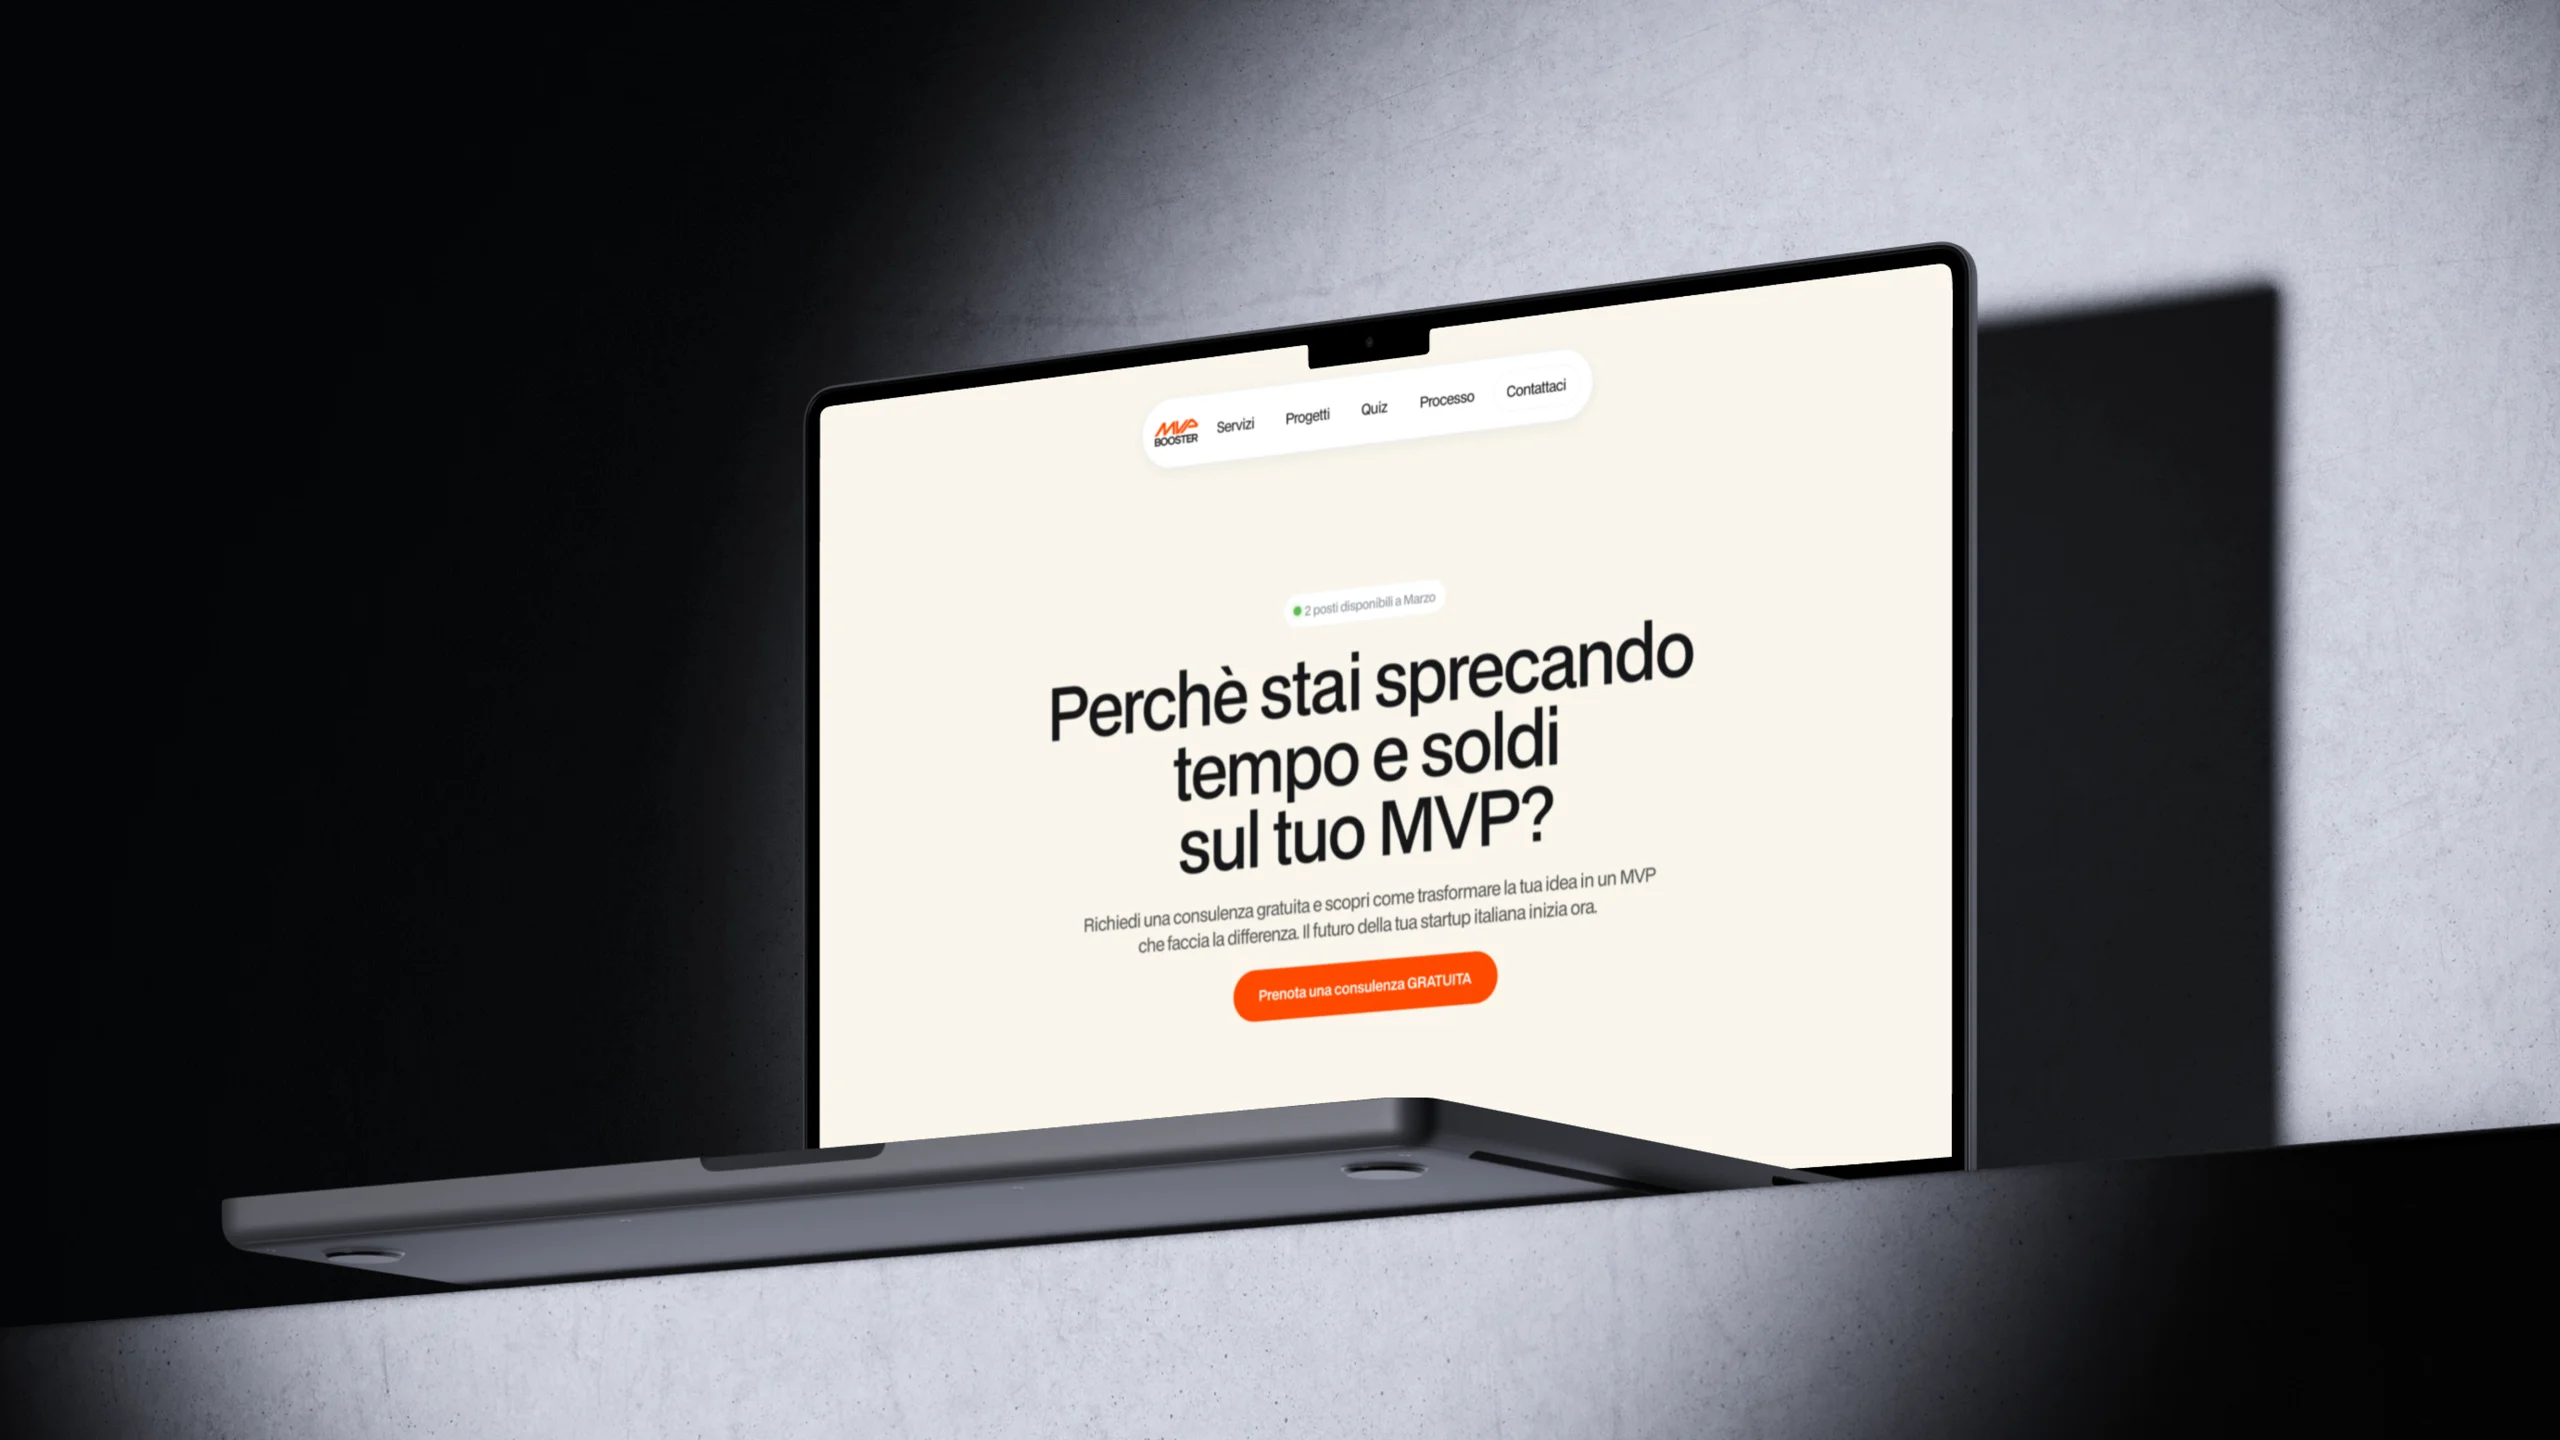 MVP
BOOSTER
Servizi
Progetti
Quiz
Processo
Contattaci
2 posti disponibili a Marzo
Perchè stai sprecando
tempo e soldi
sul tuo MVP?
Richiedi una consulenza gratuita e scopri come trasformare la tua idea in un MVP
che faccia la differenza. Il futuro della tua startup italiana inizia ora.
Prenota una consulenza GRATUITA